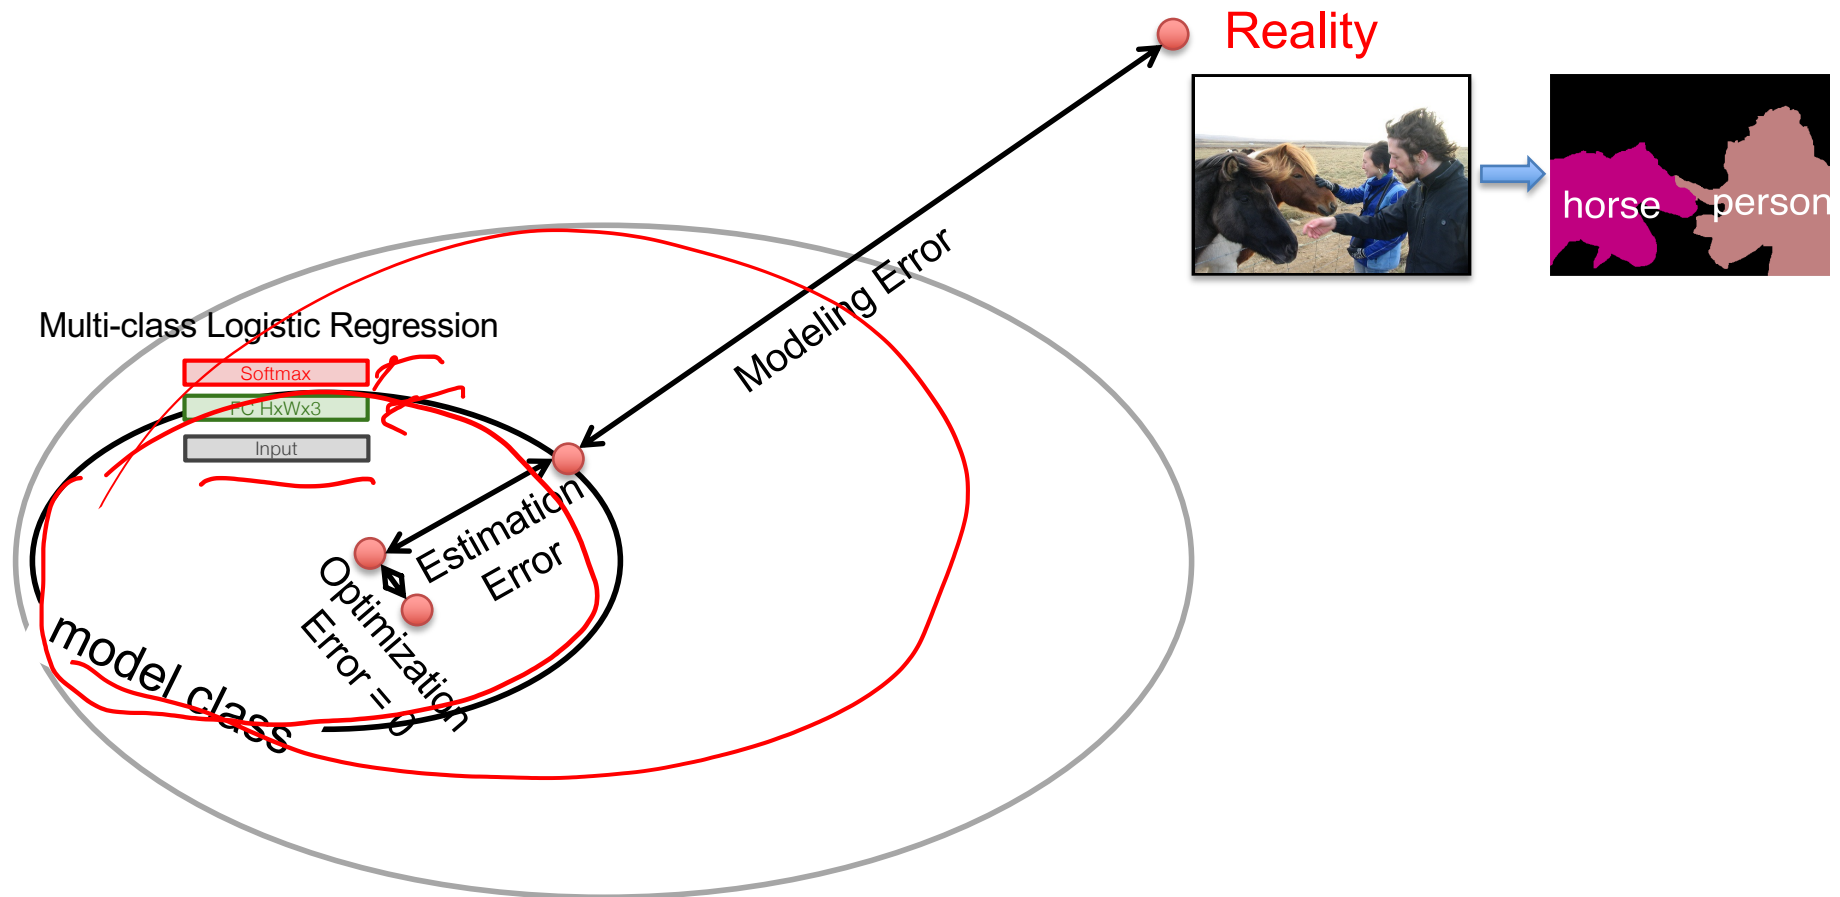 Reality
horse
person
Modeling Error
Multi-class Logistic Regression
Softmax
FC HxWx3
Input
Estimation
Error
Optimization
Error = 0
model class